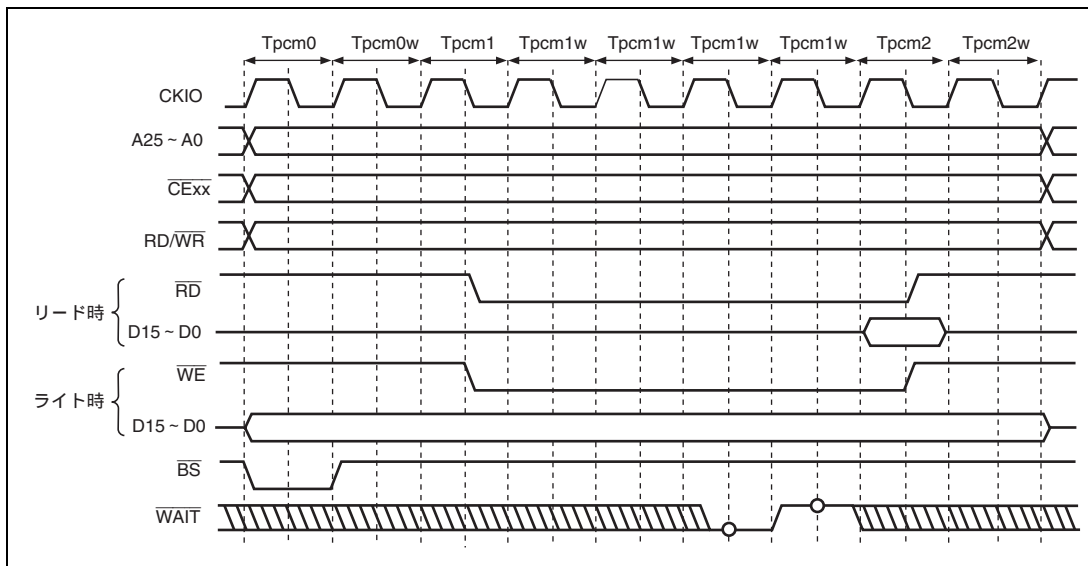 Tpcm0 Tpcm0w Tpcm1 Tpcm1w Tpcm1w Tpcm1w Tpcm1w Tpcm2 Tpcm2w
CKIO
A25 ~ A0
CExx
RD/WR
リード時
RD
D15 ~ D0
ライト時
WE
D15 ~ D0
BS
WAIT